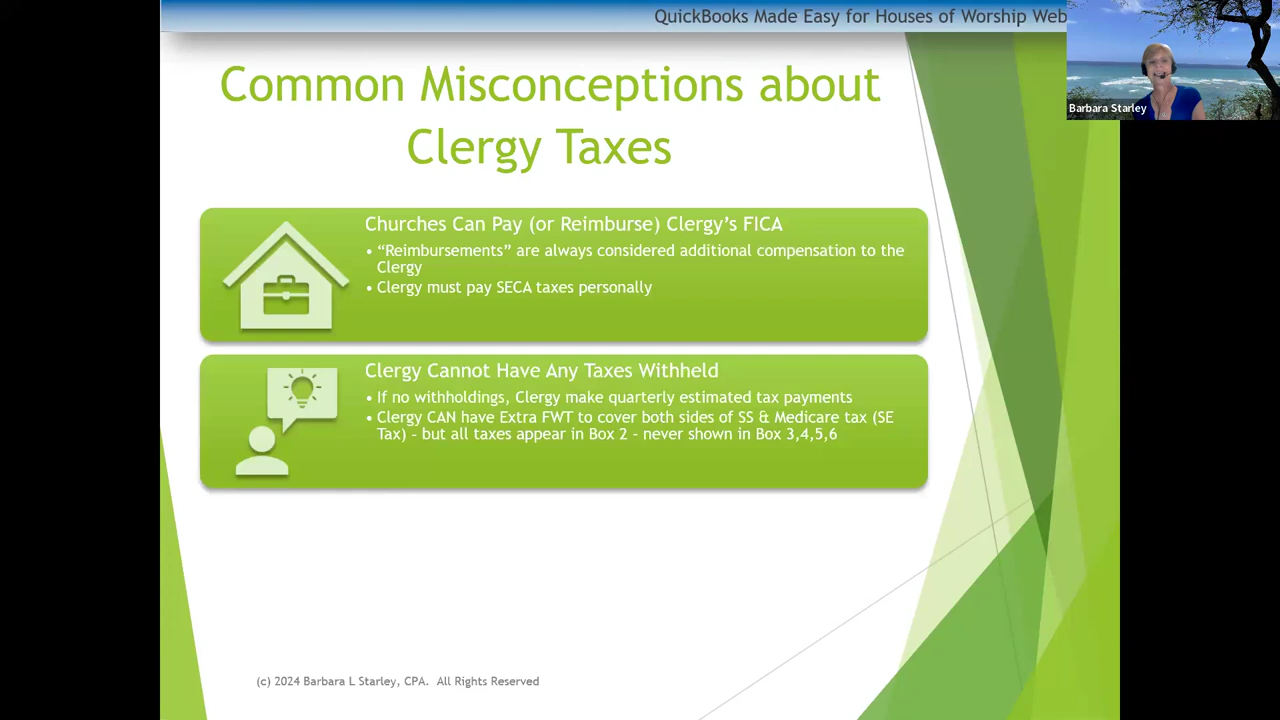 QuickBooks Made Easy for Houses of Worship Web
Barbara Starley
Common Misconceptions about
Clergy Taxes
Churches Can Pay (or Reimburse) Clergy’s FICA
• “Reimbursements” are always considered additional compensation to the
Clergy
• Clergy must pay SECA taxes personally
Clergy Cannot Have Any Taxes Withheld
• If no withholdings, Clergy make quarterly estimated tax payments
• Clergy CAN have Extra FWT to cover both sides of SS & Medicare tax (SE
Tax) – but all taxes appear in Box 2 – never shown in Box 3,4,5,6
(c) 2024 Barbara L Starley, CPA. All Rights Reserved